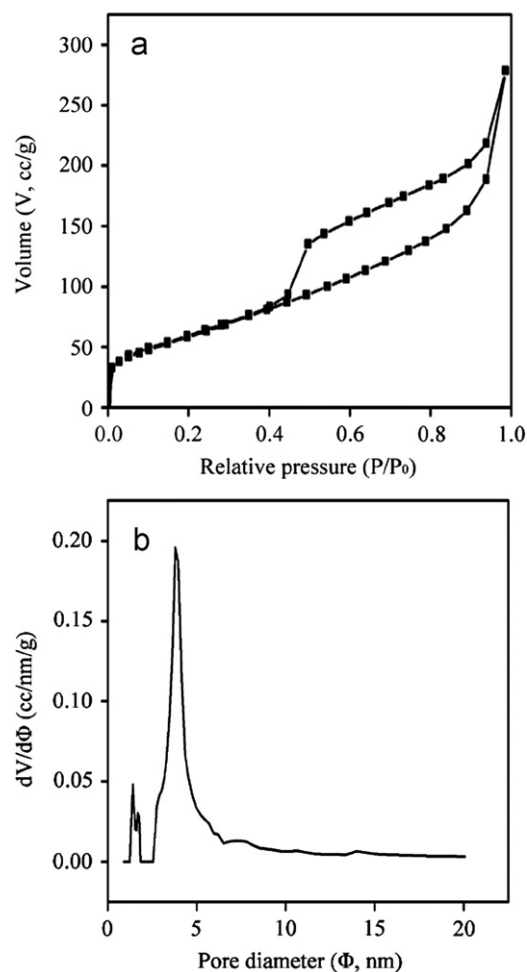 a
300
250
200
150
100
50
0
Volume (V, cc/g)
0.0 0.2 0.4 0.6 0.8 1.0
Relative pressure (P/P₀)
b
0.20
0.15
0.10
0.05
0.00
dV/dΦ (cc/nm/g)
0 5 10 15 20
Pore diameter (Φ, nm)